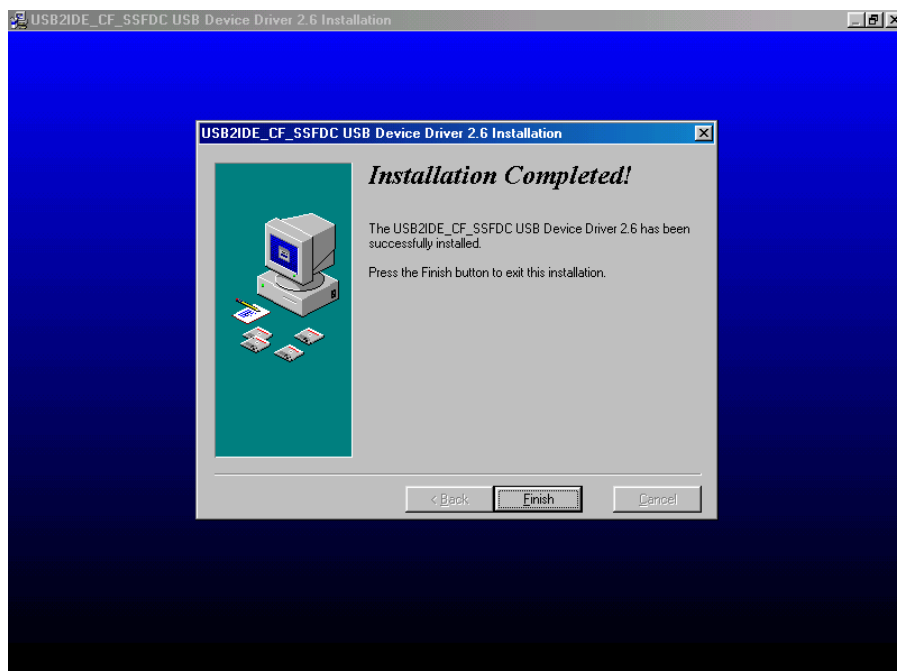 USB2IDE_CF_SSFDC USB Device Driver 2.6 Installation
USB2IDE_CF_SSFDC USB Device Driver 2.6 Installation
Installation Completed!
The USB2IDE_CF_SSFDC USB Device Driver 2.6 has been
successfully installed.
Press the Finish button to exit this installation.
< Back
Finish
Cancel